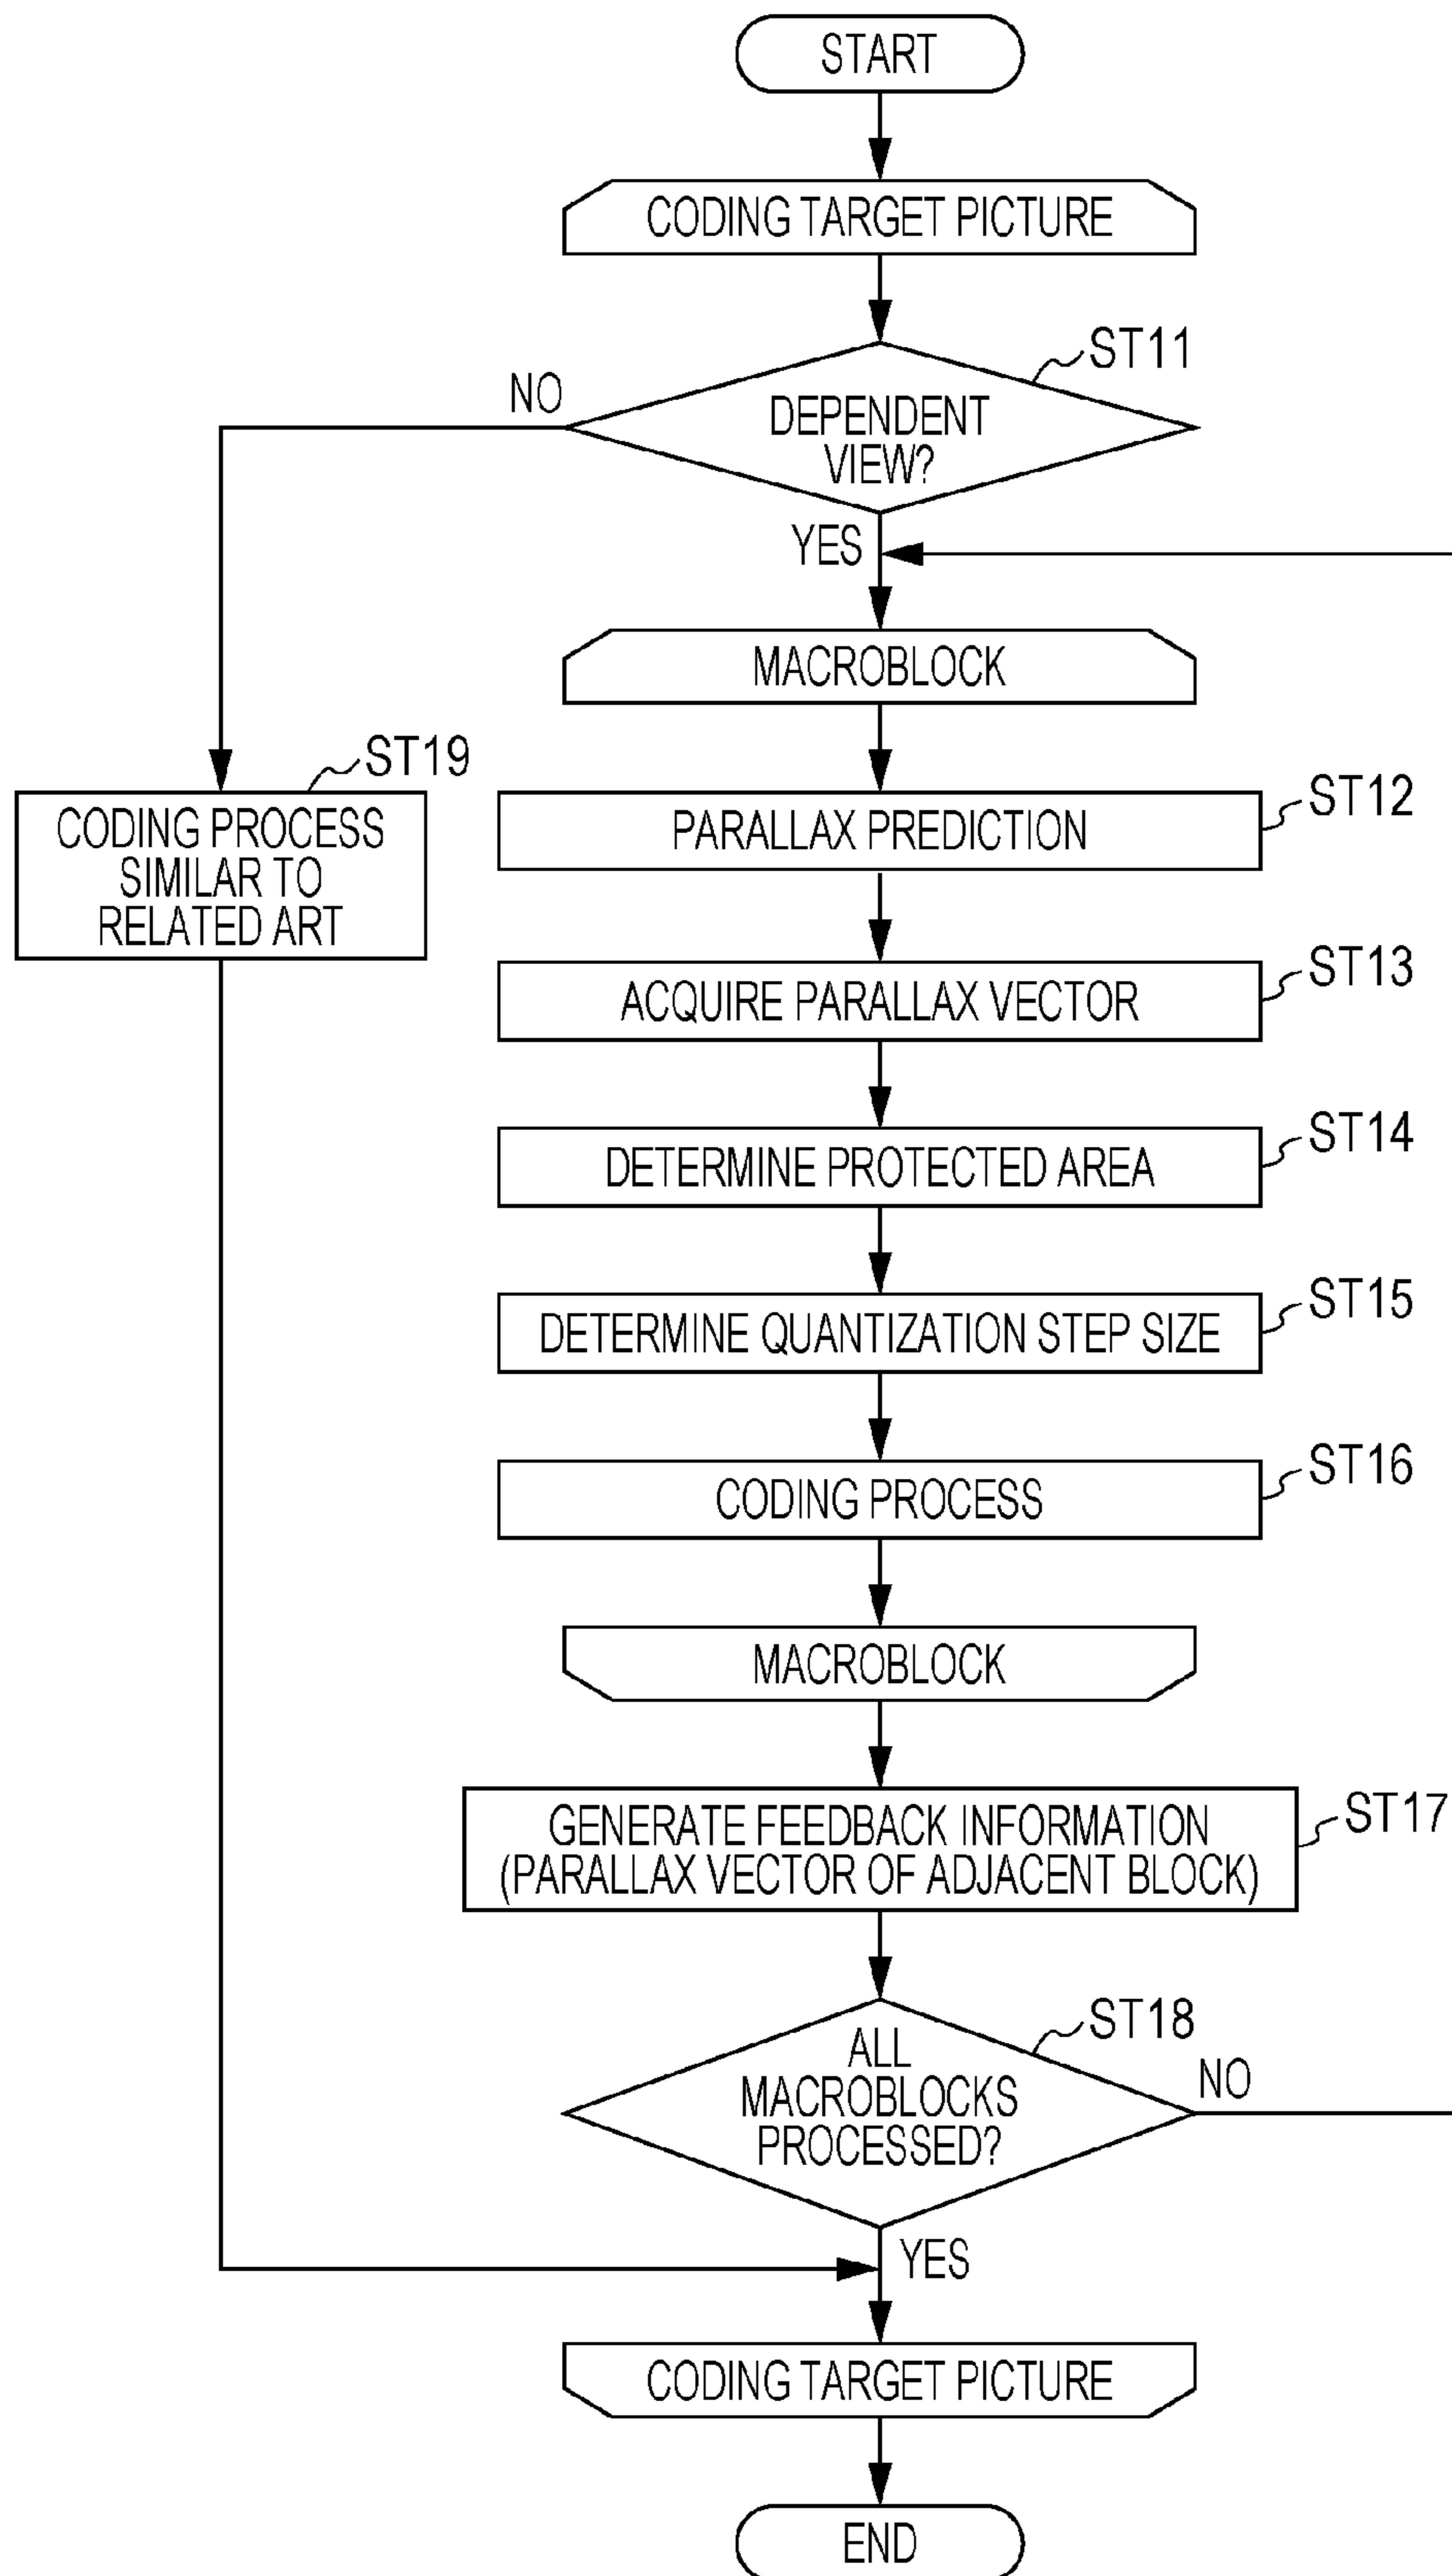 START
CODING TARGET PICTURE
ST11
NO
DEPENDENT
VIEW?
YES
MACROBLOCK
ST19
CODING PROCESS
SIMILAR TO
RELATED ART
ST12
PARALLAX PREDICTION
ST13
ACQUIRE PARALLAX VECTOR
ST14
DETERMINE PROTECTED AREA
ST15
DETERMINE QUANTIZATION STEP SIZE
ST16
CODING PROCESS
MACROBLOCK
ST17
GENERATE FEEDBACK INFORMATION
(PARALLAX VECTOR OF ADJACENT BLOCK)
ST18
ALL
MACROBLOCKS
PROCESSED?
NO
YES
CODING TARGET PICTURE
END